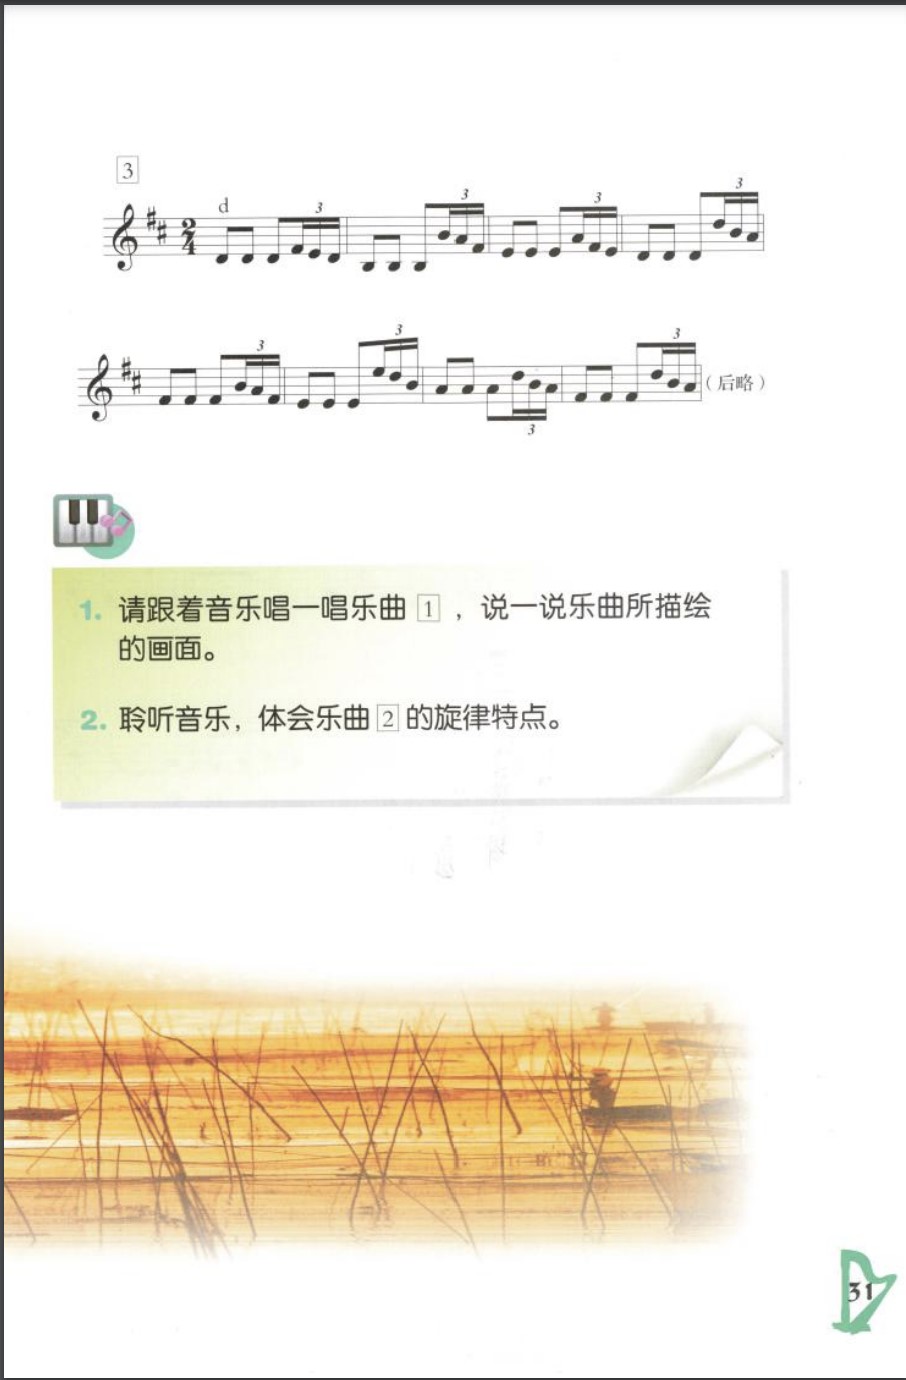 3
d
2
4
3 3 3 3
3 3 3 3
(后略)
1. 请跟着音乐唱一唱乐曲 1 ，说一说乐曲所描绘
的画面。
2. 聆听音乐，体会乐曲 2 的旋律特点。
31